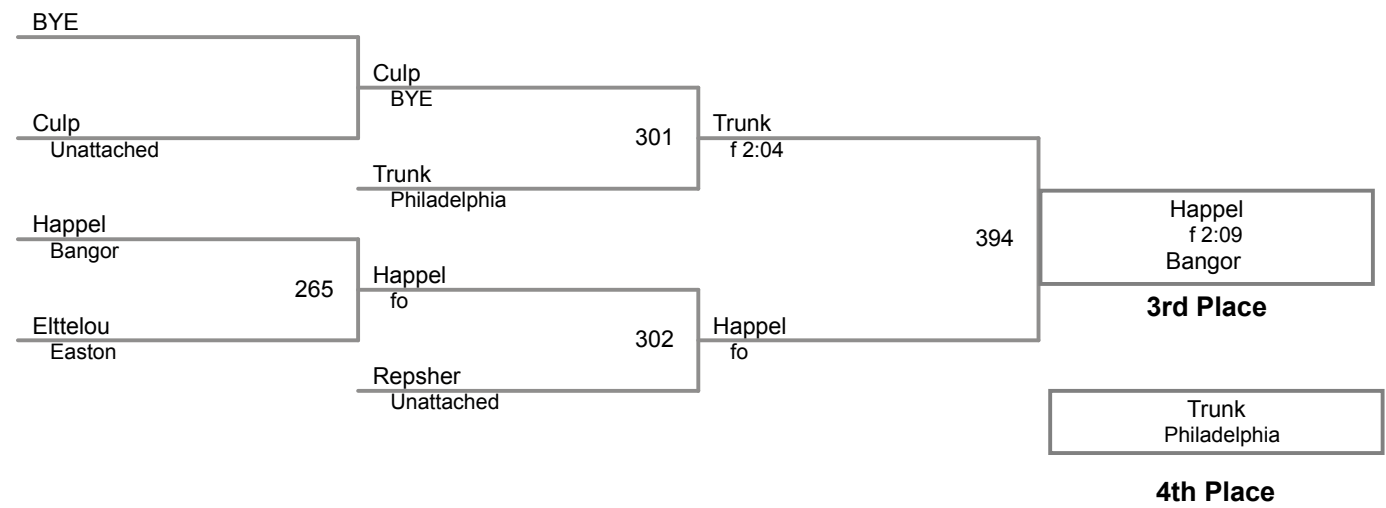 BYE
Culp
Unattached
Happel
Bangor
265
Elttelou
Easton
Culp
BYE
301
Trunk
Philadelphia
Happel
fo
302
Repsher
Unattached
Trunk
f 2:04
394
Happel
fo
Happel
f 2:09
Bangor
3rd Place
Trunk
Philadelphia
4th Place